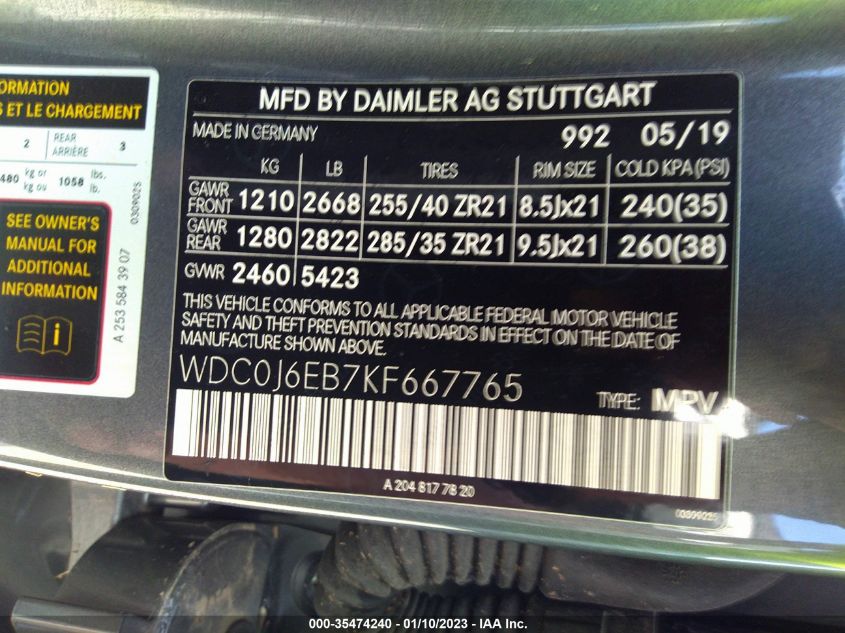 ORMATION
S ET LE CHARGEMENT
2 REAR ARRIÈRE 3
480 kg or kg ou 1058 lbs. lb.
SEE OWNER'S
MANUAL FOR
ADDITIONAL
INFORMATION
0309025
A 253 584 39 07
MFD BY DAIMLER AG STUTTGART
MADE IN GERMANY 992 05/19
KG LB TIRES RIM SIZE COLD KPA(PSI)
GAWR FRONT 1210 2668 255/40 ZR21 8.5Jx21 240(35)
GAWR REAR 1280 2822 285/35 ZR21 9.5Jx21 260(38)
GVWR 2460 5423
THIS VEHICLE CONFORMS TO ALL APPLICABLE FEDERAL MOTOR VEHICLE
SAFETY AND THEFT PREVENTION STANDARDS IN EFFECT ON THE DATE OF
MANUFACTURE SHOWN ABOVE.
WDC0J6EB7KF667765
TYPE: MPV
A 204 817 78 20
0309025
000-35474240 - 01/10/2023 - IAA Inc.